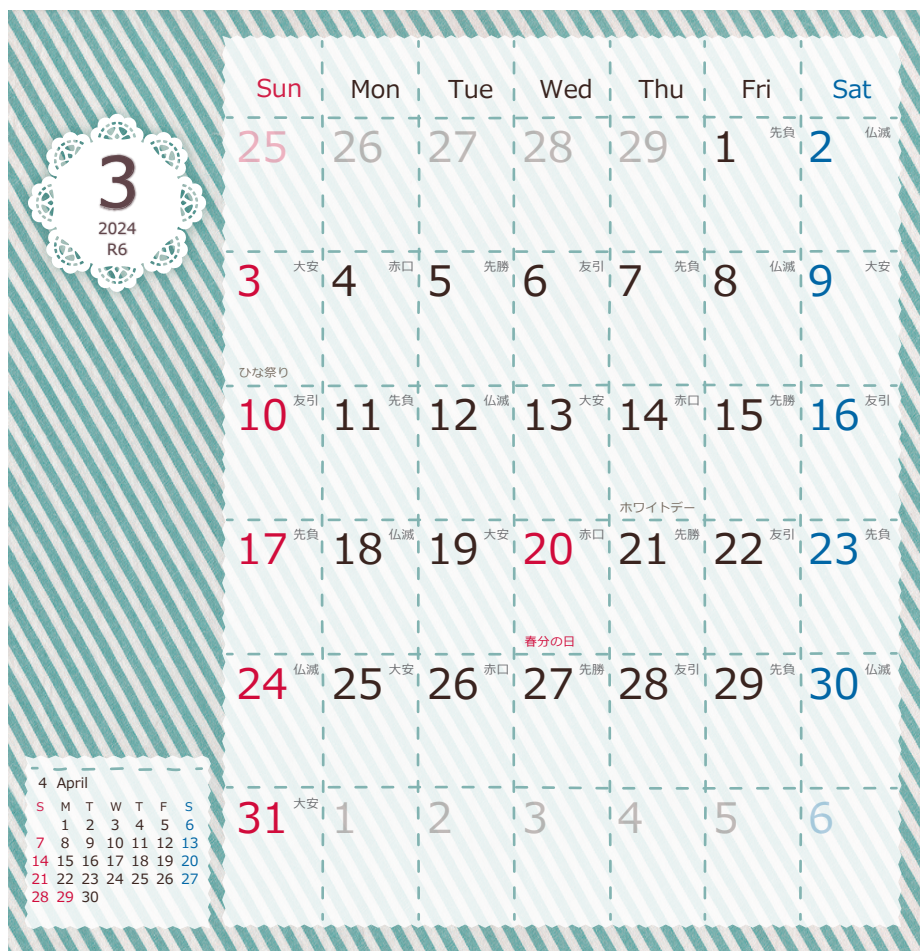 3
2024
R6
Sun Mon Tue Wed Thu Fri Sat
25 26 27 28 29 1 先負 2 仏滅
3 大安 4 赤口 5 先勝 6 友引 7 先負 8 仏滅 9 大安
ひな祭り
10 友引 11 先負 12 仏滅 13 大安 14 赤口 15 先勝 16 友引
ホワイトデー
17 先負 18 仏滅 19 大安 20 赤口 21 先勝 22 友引 23 先負
春分の日
24 仏滅 25 大安 26 赤口 27 先勝 28 友引 29 先負 30 仏滅
31 大安 1 2 3 4 5 6
4 April
S M T W T F S
1 2 3 4 5 6
7 8 9 10 11 12 13
14 15 16 17 18 19 20
21 22 23 24 25 26 27
28 29 30